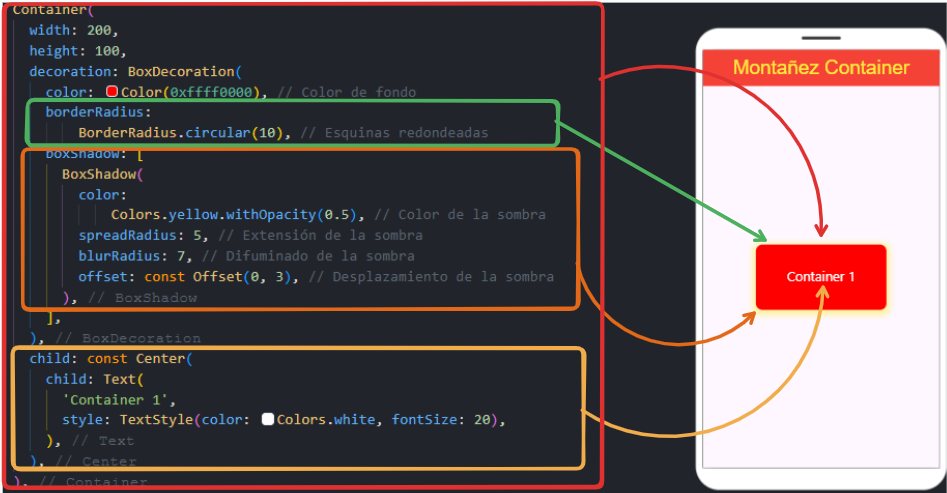 Container(
width: 200,
height: 100,
decoration: BoxDecoration(
color: Color(0xffff0000), // Color de fondo
borderRadius:
BorderRadius.circular(10), // Esquinas redondeadas
boxShadow: [
BoxShadow(
color:
Colors.yellow.withOpacity(0.5), // Color de la sombra
spreadRadius: 5, // Extensión de la sombra
blurRadius: 7, // Difuminado de la sombra
offset: const Offset(0, 3), // Desplazamiento de la sombra
), // BoxShadow
],
), // BoxDecoration
child: const Center(
child: Text(
'Container 1',
style: TextStyle(color: Colors.white, fontSize: 20),
), // Text
), // Center
), // Container
Montañez Container
Container 1